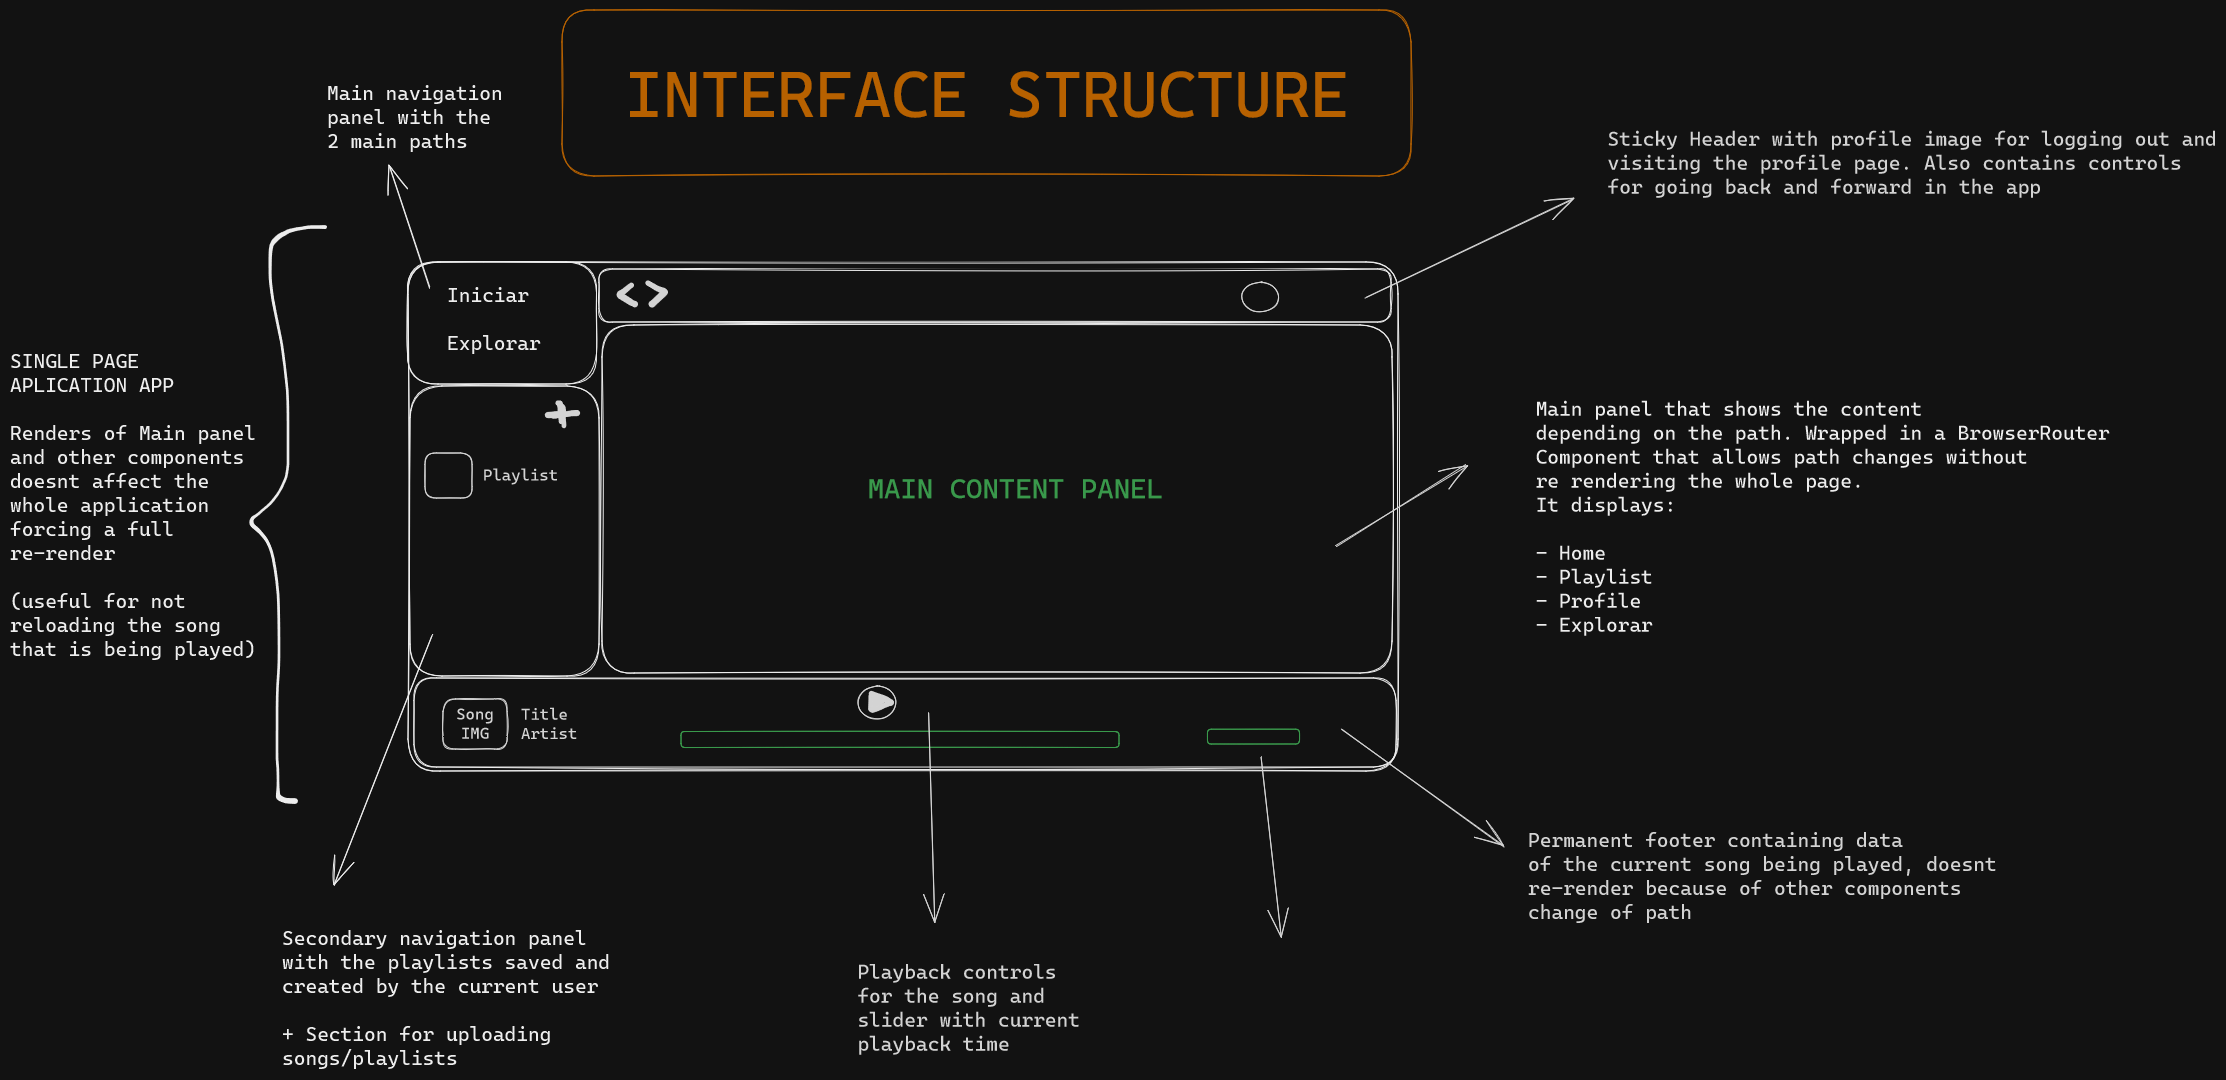 INTERFACE STRUCTURE
Main navigation
panel with the
2 main paths
Sticky Header with profile image for logging out and
visiting the profile page. Also contains controls
for going back and forward in the app
SINGLE PAGE
APLICATION APP
Renders of Main panel
and other components
doesnt affect the
whole application
forcing a full
re-render
(useful for not
reloading the song
that is being played)
Iniciar
Explorar
< >
+
Playlist
MAIN CONTENT PANEL
Main panel that shows the content
depending on the path. Wrapped in a BrowserRouter
Component that allows path changes without
re rendering the whole page.
It displays:
- Home
- Playlist
- Profile
- Explorar
Song
IMG
Title
Artist
Permanent footer containing data
of the current song being played, doesnt
re-render because of other components
change of path
Secondary navigation panel
with the playlists saved and
created by the current user
+ Section for uploading
songs/playlists
Playback controls
for the song and
slider with current
playback time